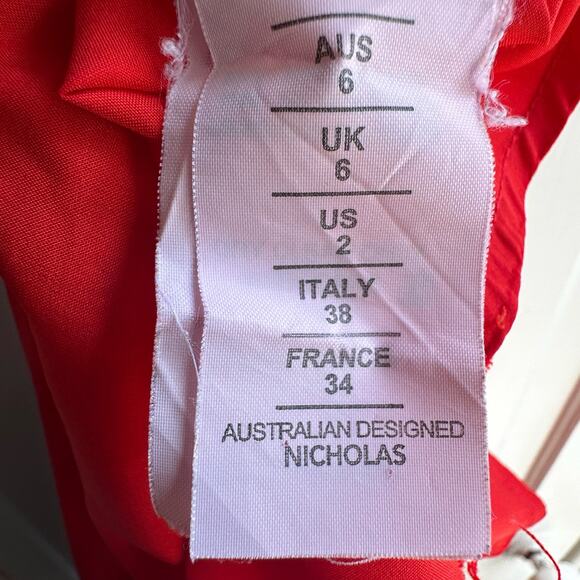 AUS
6
UK
6
US
2
ITALY
38
FRANCE
34
AUSTRALIAN DESIGNED
NICHOLAS